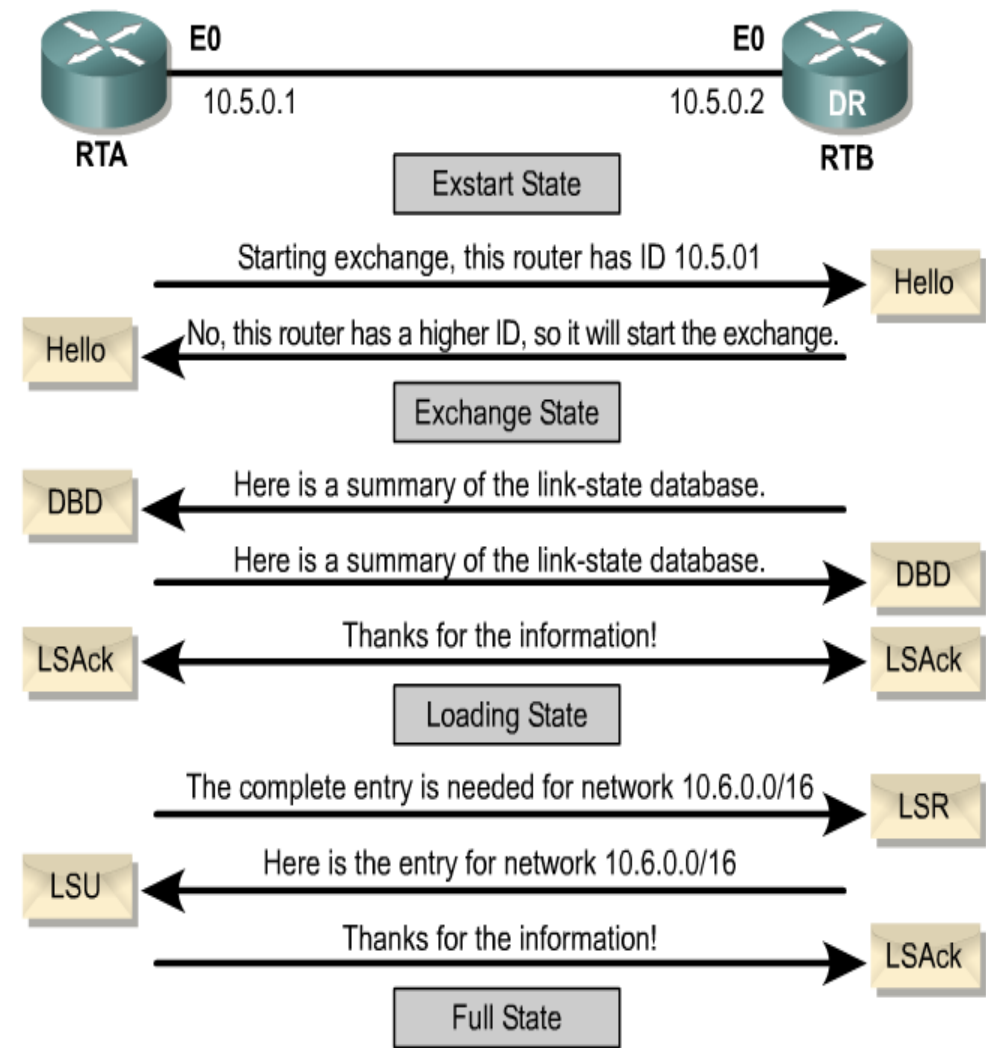 E0 E0
10.5.0.1 10.5.0.2 DR
RTA RTB
Exstart State
Starting exchange, this router has ID 10.5.01
Hello
No, this router has a higher ID, so it will start the exchange.
Hello
Exchange State
Here is a summary of the link-state database.
DBD
Here is a summary of the link-state database.
DBD
Thanks for the information!
LSAck LSAck
Loading State
The complete entry is needed for network 10.6.0.0/16
LSR
Here is the entry for network 10.6.0.0/16
LSU
Thanks for the information!
LSAck
Full State